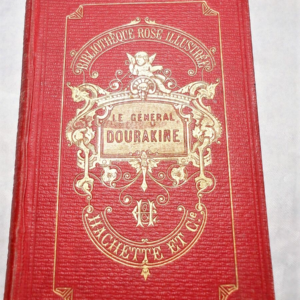 BIBLIOTHÈQUE ROSE ILLUSTRÉE
LE GÉNÉRAL
DOURAKINE
HACHETTE ET Cie